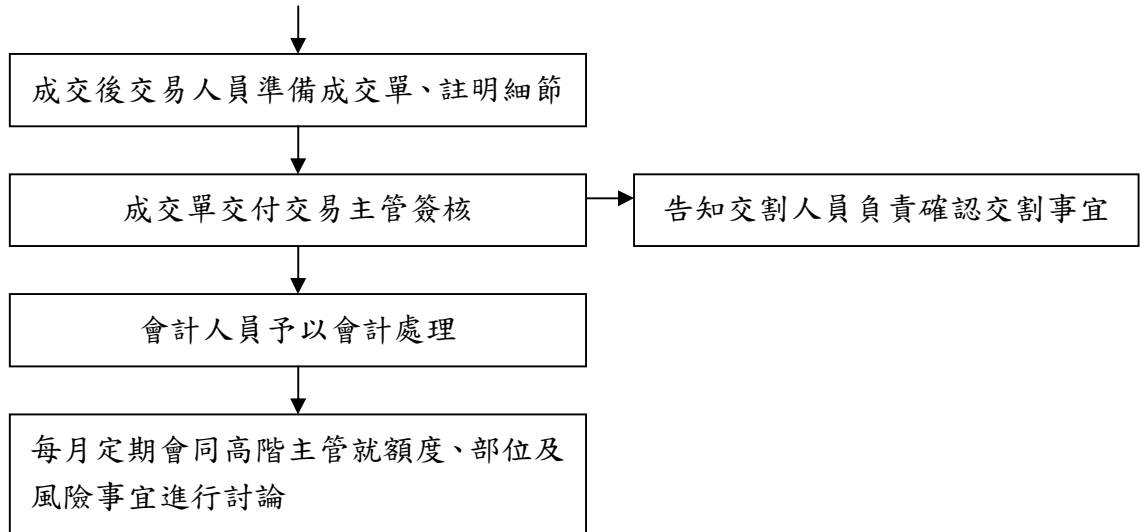 成交後交易人員準備成交單、註明細節
成交單交付交易主管簽核
告知交割人員負責確認交割事宜
會計人員予以會計處理
每月定期會同高階主管就額度、部位及
風險事宜進行討論